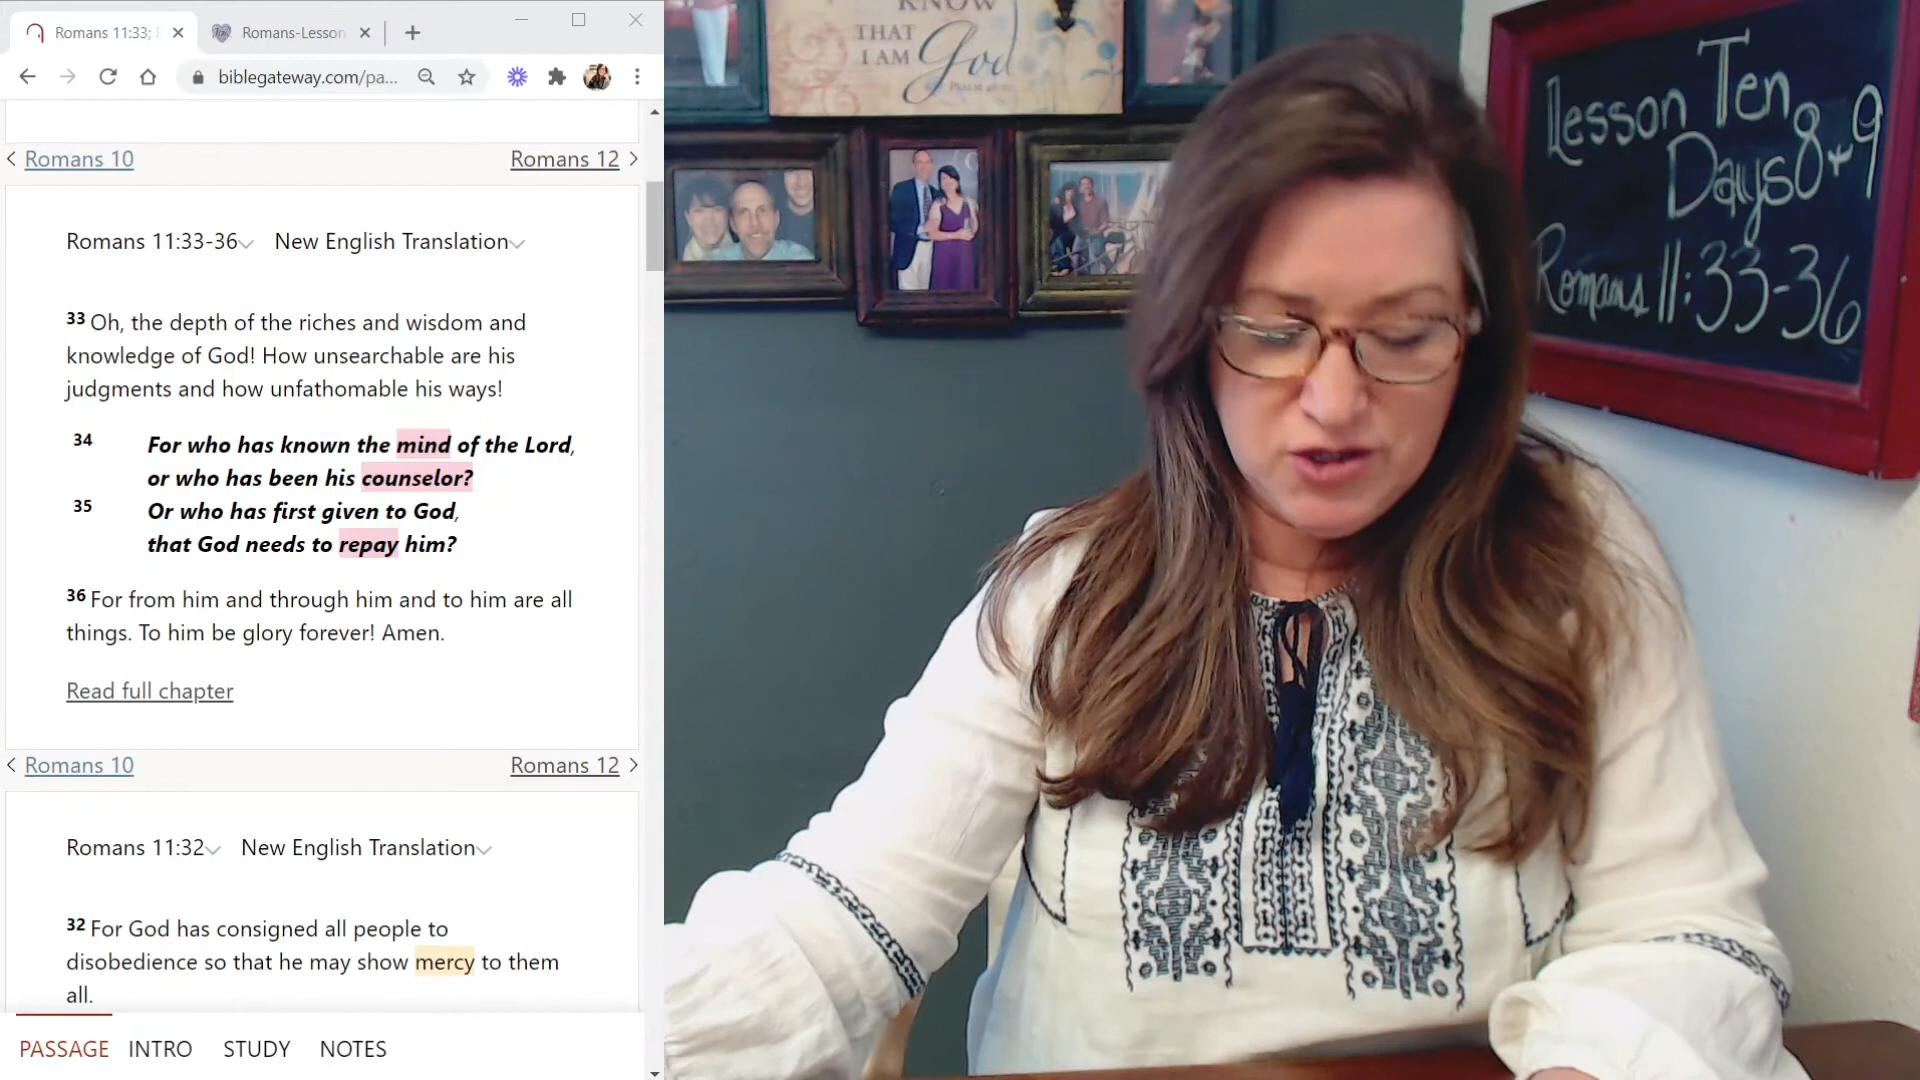 Romans 11:33;
Romans-Lesson
biblegateway.com/pa...
Romans 10
Romans 12
Romans 11:33-36
New English Translation
33 Oh, the depth of the riches and wisdom and
knowledge of God! How unsearchable are his
judgments and how unfathomable his ways!
34 For who has known the mind of the Lord,
or who has been his counselor?
35 Or who has first given to God,
that God needs to repay him?
36 For from him and through him and to him are all
things. To him be glory forever! Amen.
Read full chapter
Romans 10
Romans 12
Romans 11:32
New English Translation
32 For God has consigned all people to
disobedience so that he may show mercy to them
all.
PASSAGE INTRO STUDY NOTES
KNOW
THAT
I AM God
Lesson Ten
Days 8+9
Romans 11:33-36